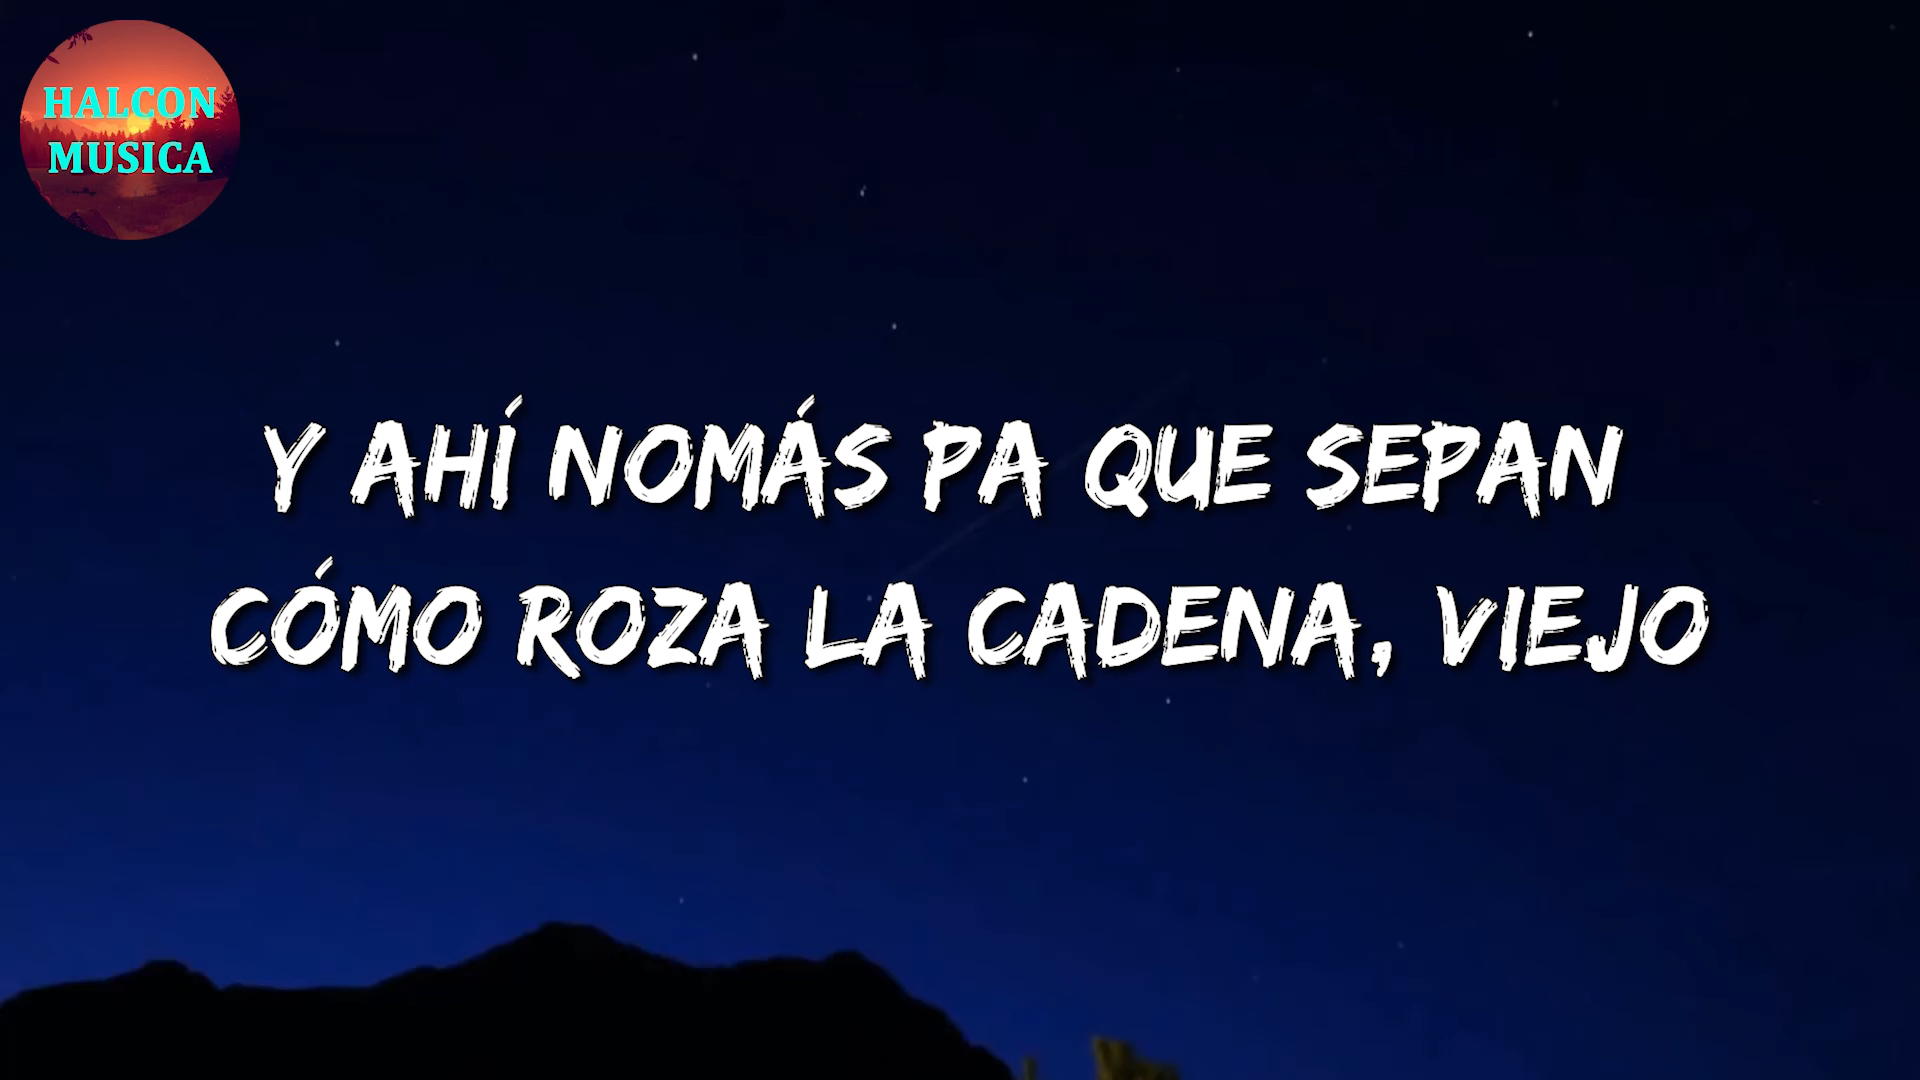 HALCON
MUSICA
Y AHÍ NOMÁS PA QUE SEPAN
CÓMO ROZA LA CADENA, VIEJO